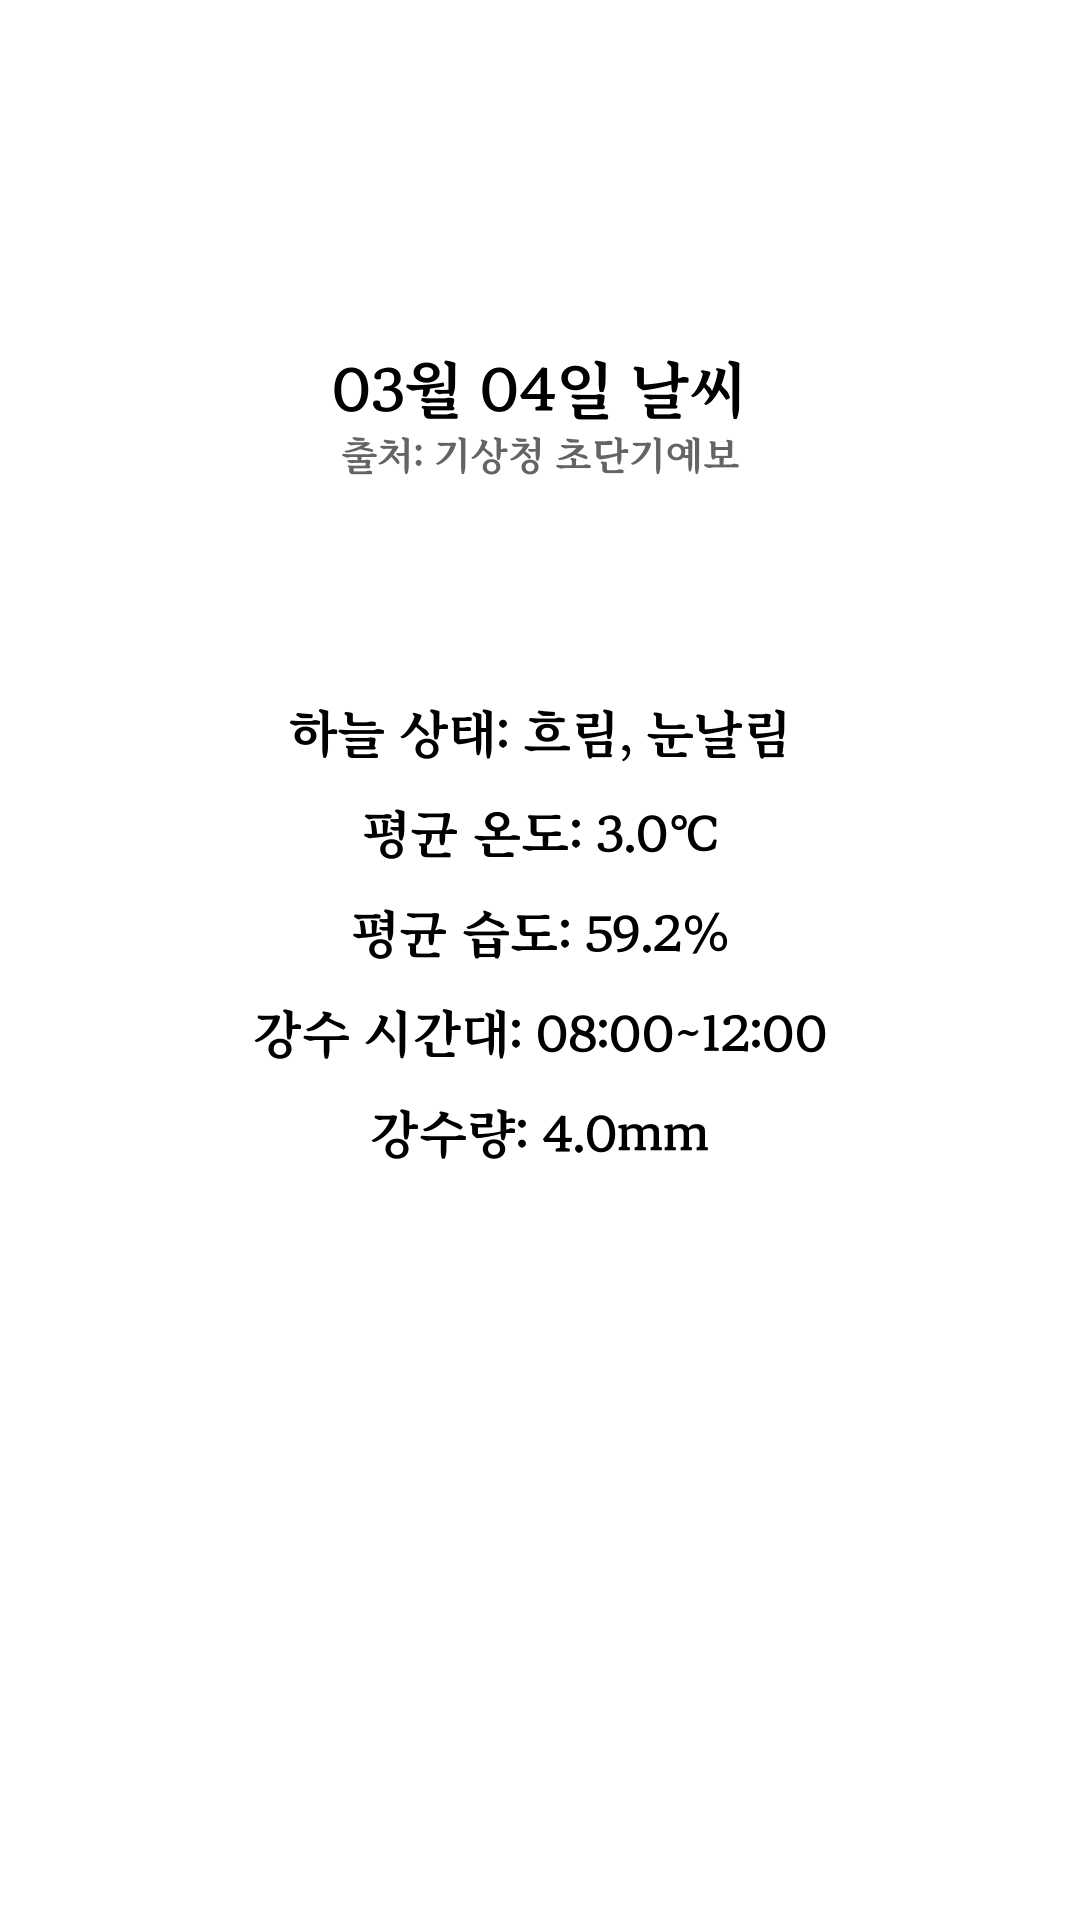 03월 04일 날씨
출처: 기상청 초단기예보
하늘 상태: 흐림, 눈날림
평균 온도: 3.0℃
평균 습도: 59.2%
강수 시간대: 08:00~12:00
강수량: 4.0mm